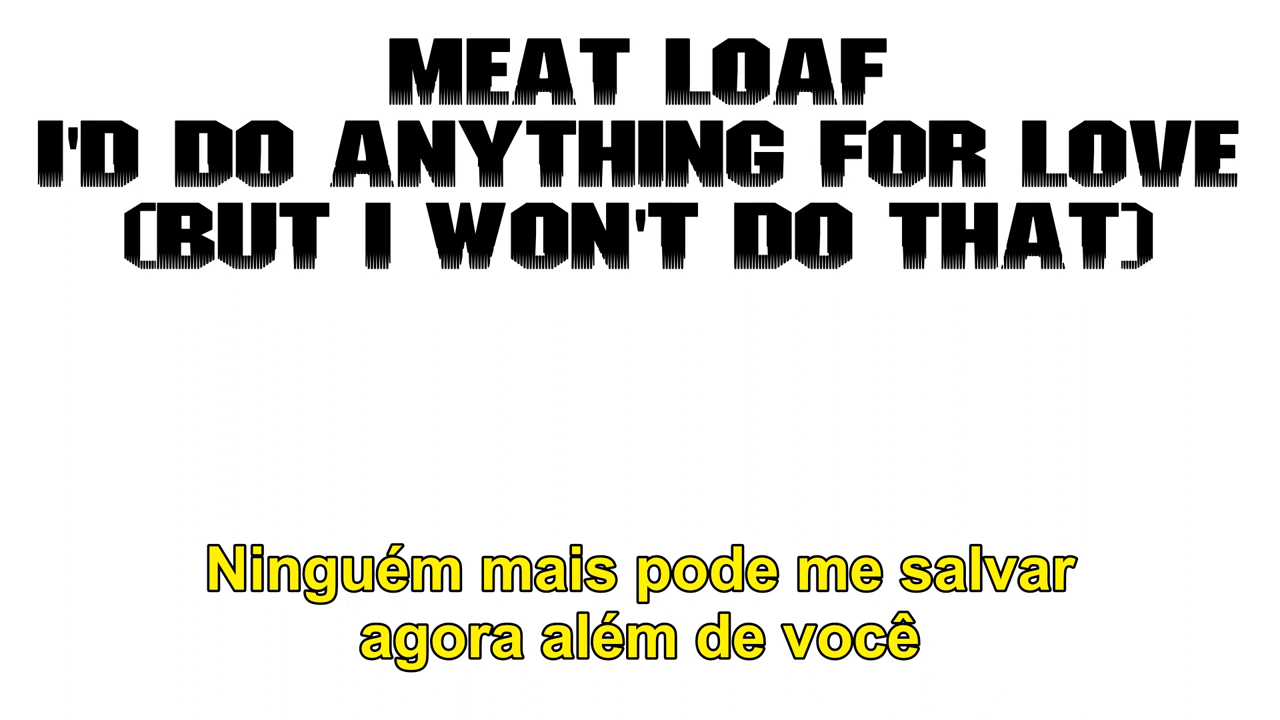 MEAT LOAF
I'D DO ANYTHING FOR LOVE
(BUT I WON'T DO THAT)
Ninguém mais pode me salvar
agora além de você